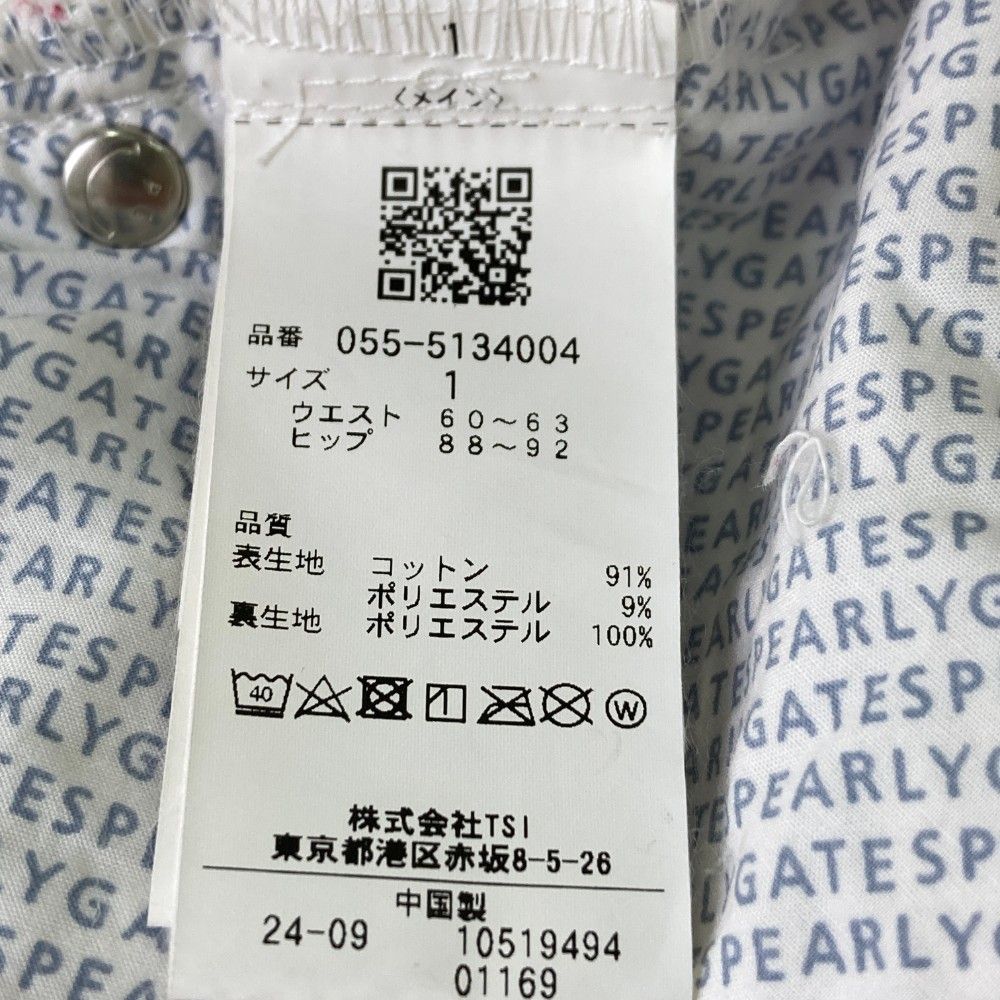 1
〈メイン〉
品番 055-5134004
サイズ 1
ウエスト 60～63
ヒップ 88～92
品質
表生地 コットン 91%
ポリエステル 9%
裏生地 ポリエステル 100%
40
W
株式会社TSI
東京都港区赤坂8-5-26
中国製
24-09 10519494
01169
PEARLYGATES